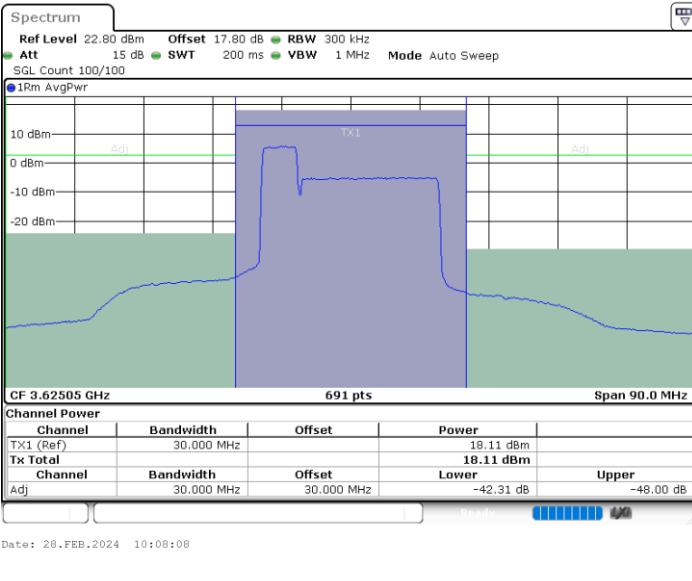 Spectrum
Ref Level 22.80 dBm Offset 17.80 dB RBW 300 kHz
Att 15 dB SWT 200 ms VBW 1 MHz Mode Auto Sweep
SGL Count 100/100
1Rm AvgPwr
10 dBm
TX1
Adj Adj
0 dBm
-10 dBm
-20 dBm
CF 3.62505 GHz 691 pts Span 90.0 MHz
Channel Power
Channel Bandwidth Offset Power
TX1 (Ref) 30.000 MHz 18.11 dBm
Tx Total 18.11 dBm
Channel Bandwidth Offset Lower Upper
Adj 30.000 MHz 30.000 MHz -42.31 dB -48.00 dB
Ready
Date: 28.FEB.2024 10:08:08